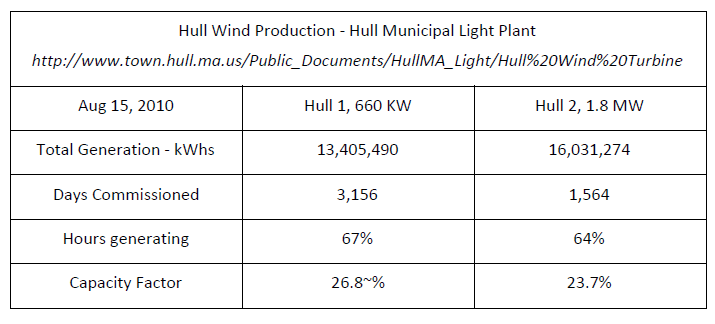 Hull Wind Production - Hull Municipal Light Plant
http://www.town.hull.ma.us/Public_Documents/HullMA_Light/Hull%20Wind%20Turbine
Aug 15, 2010 Hull 1, 660 KW Hull 2, 1.8 MW
Total Generation - kWhs 13,405,490 16,031,274
Days Commissioned 3,156 1,564
Hours generating 67% 64%
Capacity Factor 26.8~% 23.7%